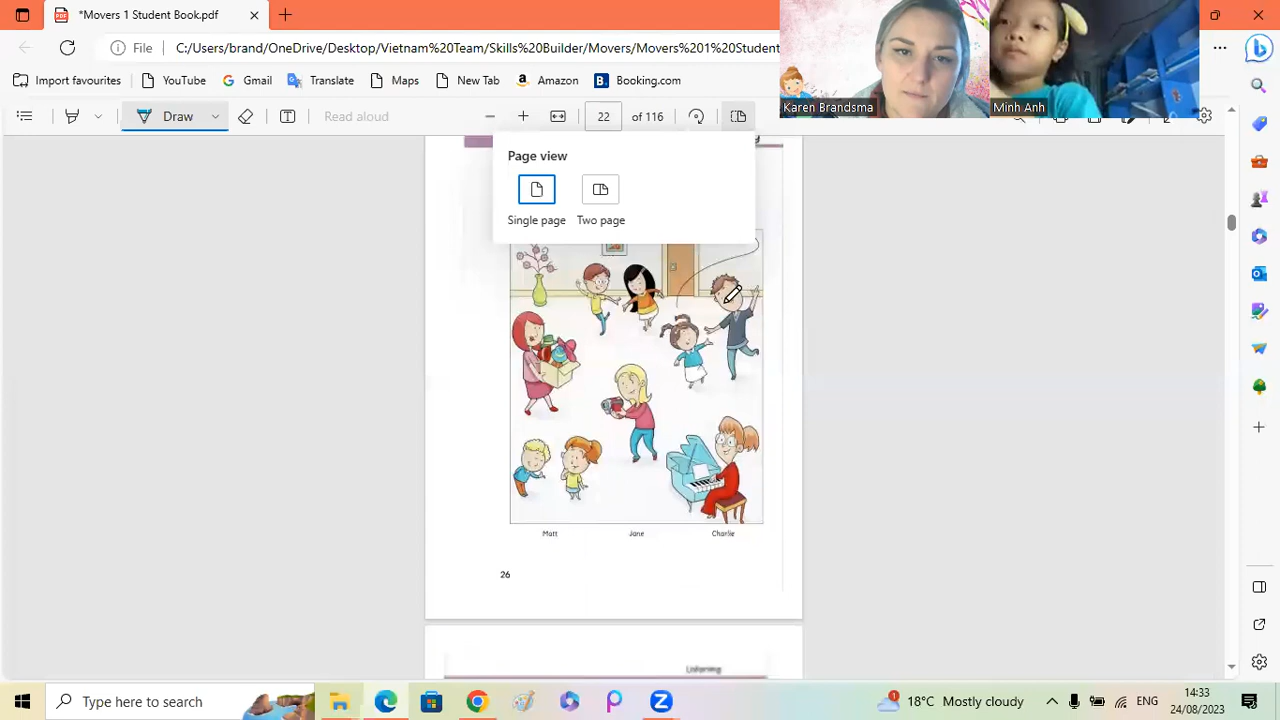 *Movers 1 Student Book.pdf
File
C:/Users/brand/OneDrive/Desktop/Vietnam%20Team/Skills%20Builder/Movers/Movers%201%20Student
Import favourites
YouTube
Gmail
Translate
Maps
New Tab
Amazon
Booking.com
Karen Brandsma
Minh Anh
Draw
Read aloud
22
of 116
Page view
Single page
Two page
Matt
Jane
Charlie
26
Listening
Type here to search
1
18°C Mostly cloudy
ENG
14:33
24/08/2023